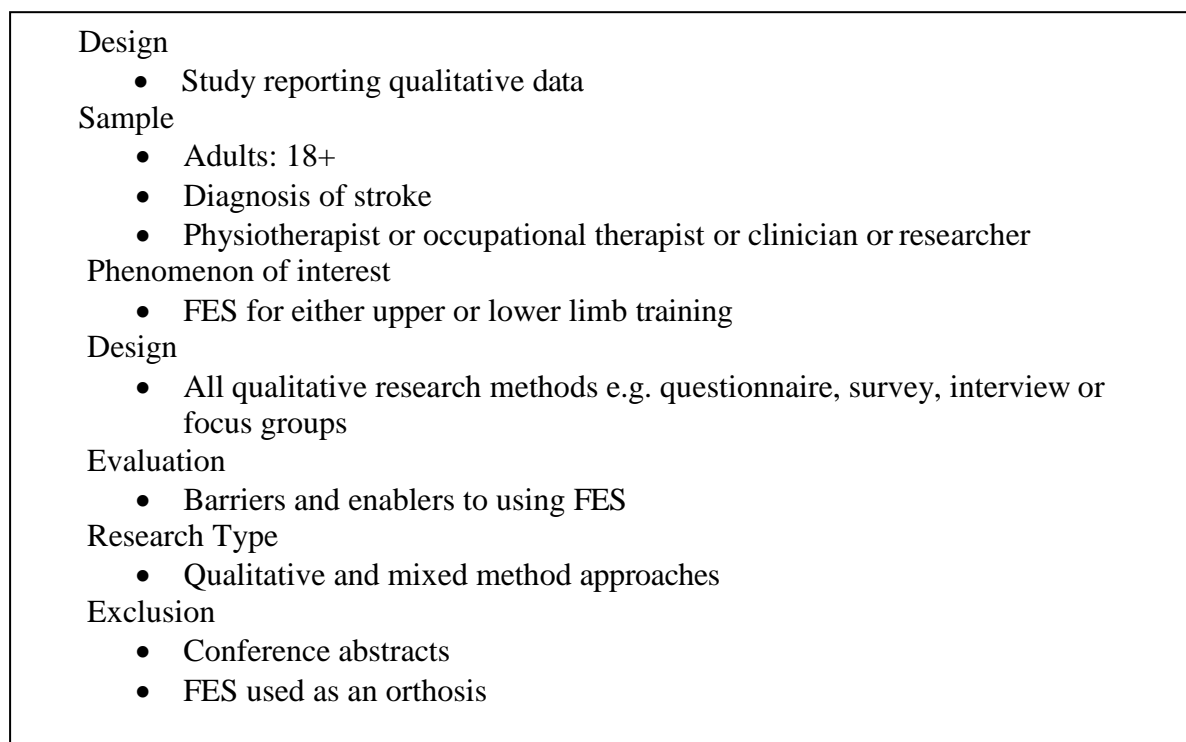 Design
• Study reporting qualitative data
Sample
• Adults: 18+
• Diagnosis of stroke
• Physiotherapist or occupational therapist or clinician or researcher
Phenomenon of interest
• FES for either upper or lower limb training
Design
• All qualitative research methods e.g. questionnaire, survey, interview or
focus groups
Evaluation
• Barriers and enablers to using FES
Research Type
• Qualitative and mixed method approaches
Exclusion
• Conference abstracts
• FES used as an orthosis